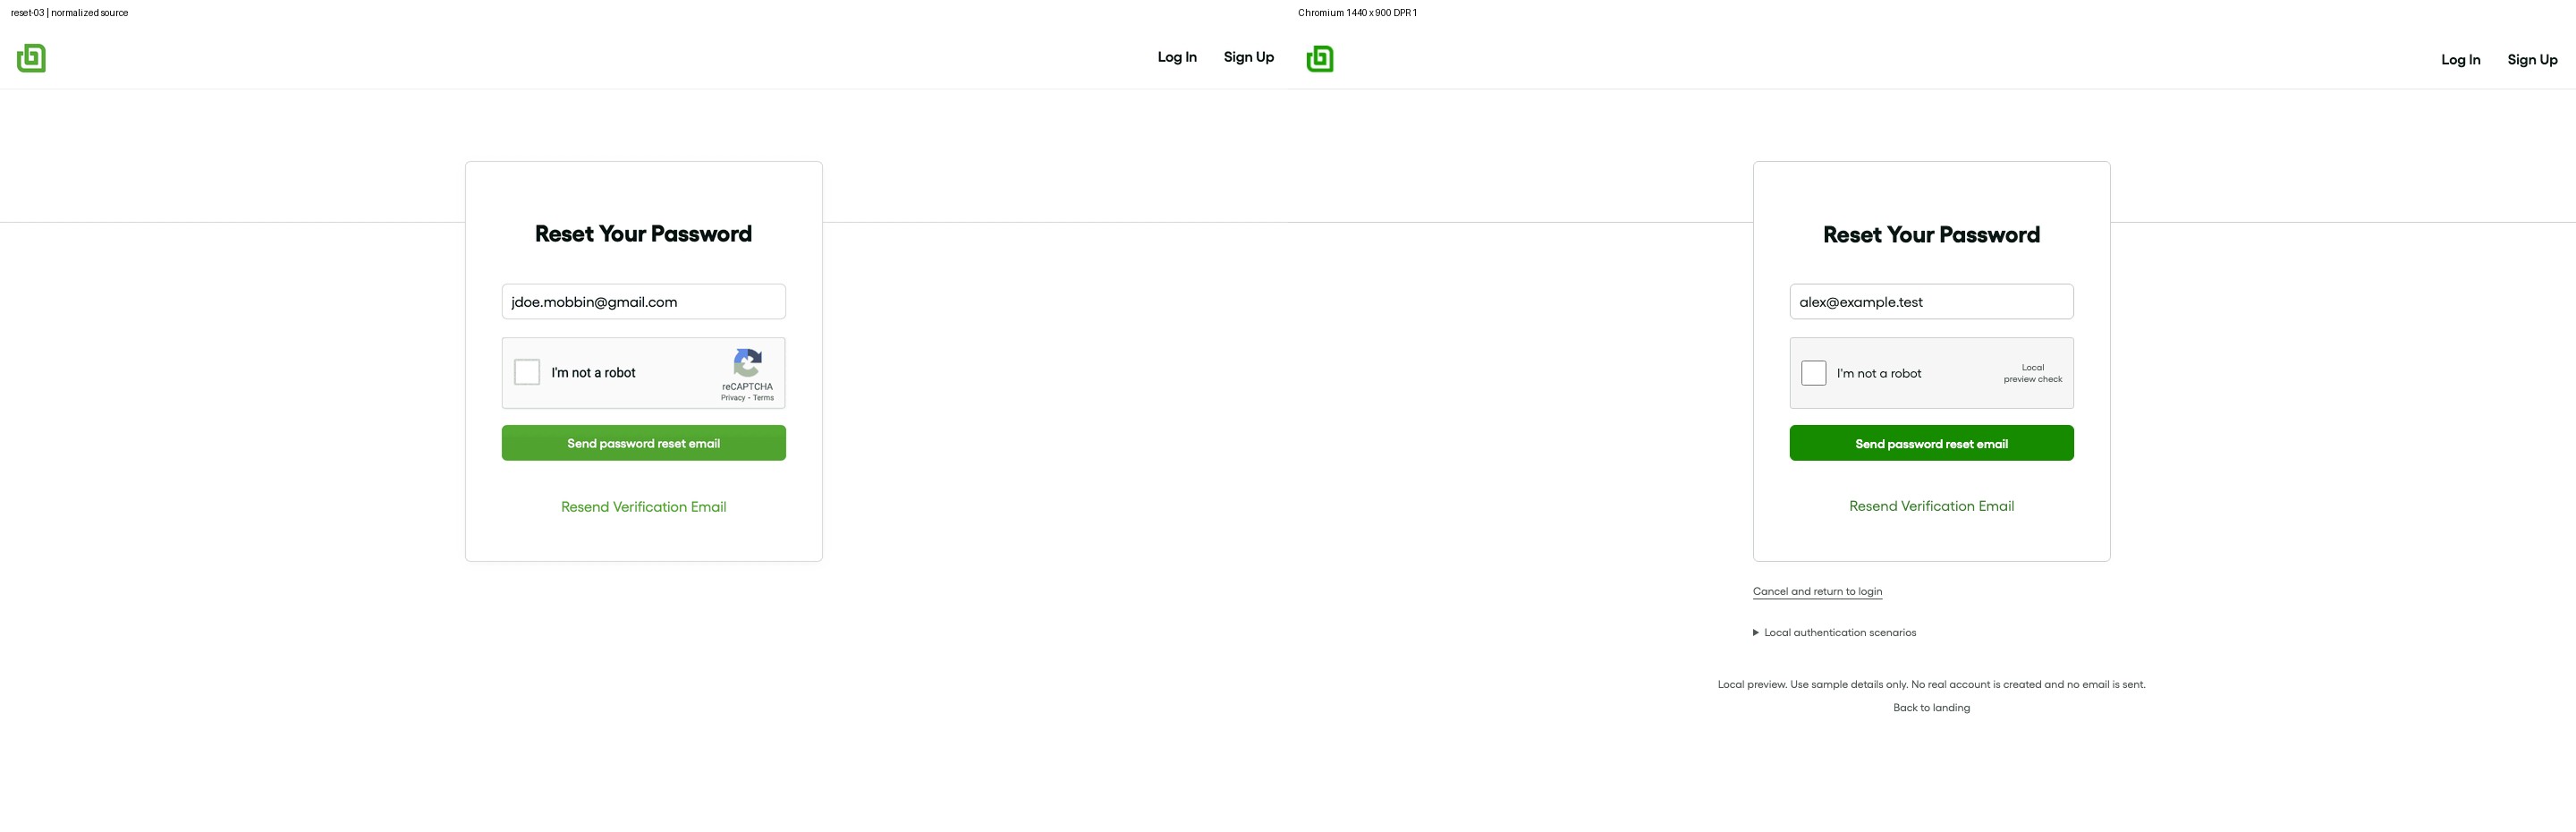 reset-03 | normalized source
Log In Sign Up
Reset Your Password
jdoe.mobbin@gmail.com
I'm not a robot
reCAPTCHA
Privacy - Terms
Send password reset email
Resend Verification Email
Chromium 1440 x 900 DPR 1
Log In Sign Up
Reset Your Password
alex@example.test
I'm not a robot
Local
preview check
Send password reset email
Resend Verification Email
Cancel and return to login
Local authentication scenarios
Local preview. Use sample details only. No real account is created and no email is sent.
Back to landing